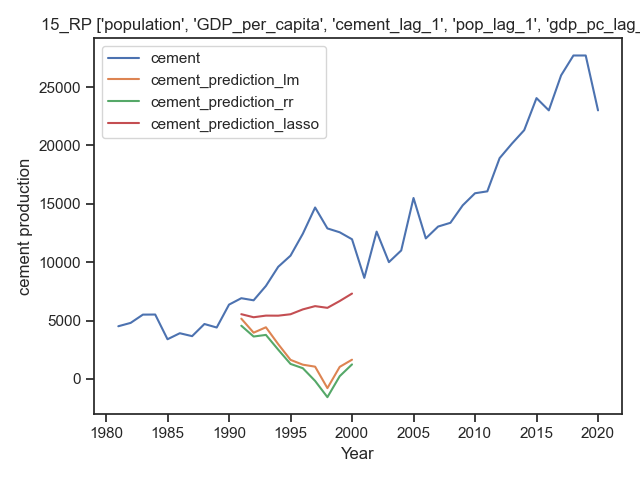 15_RP ['population', 'GDP_per_capita', 'cement_lag_1', 'pop_lag_1', 'gdp_pc_lag_
cement
cement_prediction_lm
cement_prediction_rr
cement_prediction_lasso
cement production
25000
20000
15000
10000
5000
0
1980 1985 1990 1995 2000 2005 2010 2015 2020
Year